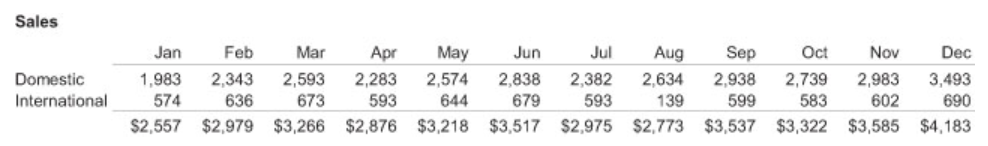 Sales
Jan Feb Mar Apr May Jun Jul Aug Sep Oct Nov Dec
Domestic 1,983 2,343 2,593 2,283 2,574 2,838 2,382 2,634 2,938 2,739 2,983 3,493
International 574 636 673 593 644 679 593 139 599 583 602 690
$2,557 $2,979 $3,266 $2,876 $3,218 $3,517 $2,975 $2,773 $3,537 $3,322 $3,585 $4,183